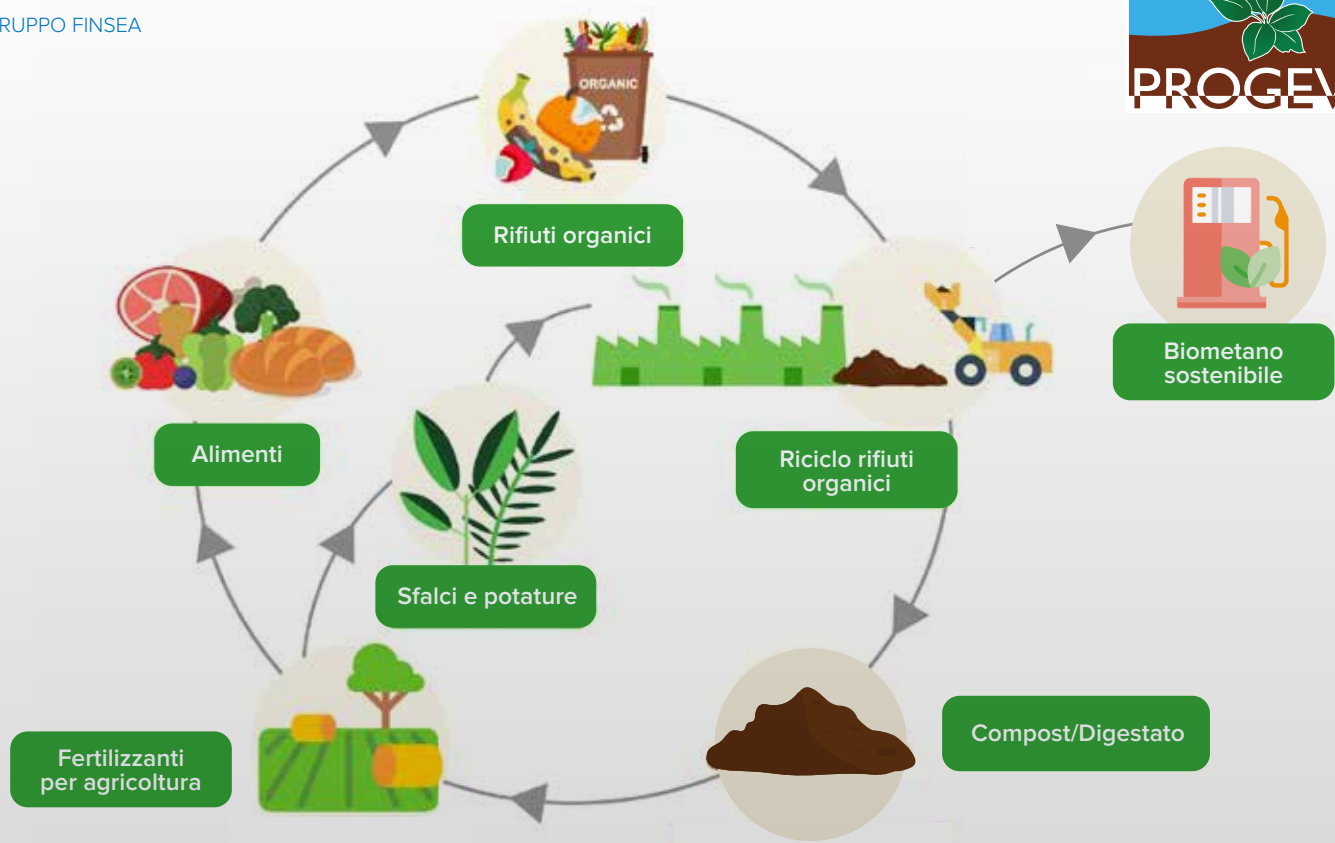 RUPPO FINSEA
PROGEV
ORGANIC
Rifiuti organici
Biometano
sostenibile
Alimenti
Riciclo rifiuti
organici
Sfalci e potature
Compost/Digestato
Fertilizzanti
per agricoltura